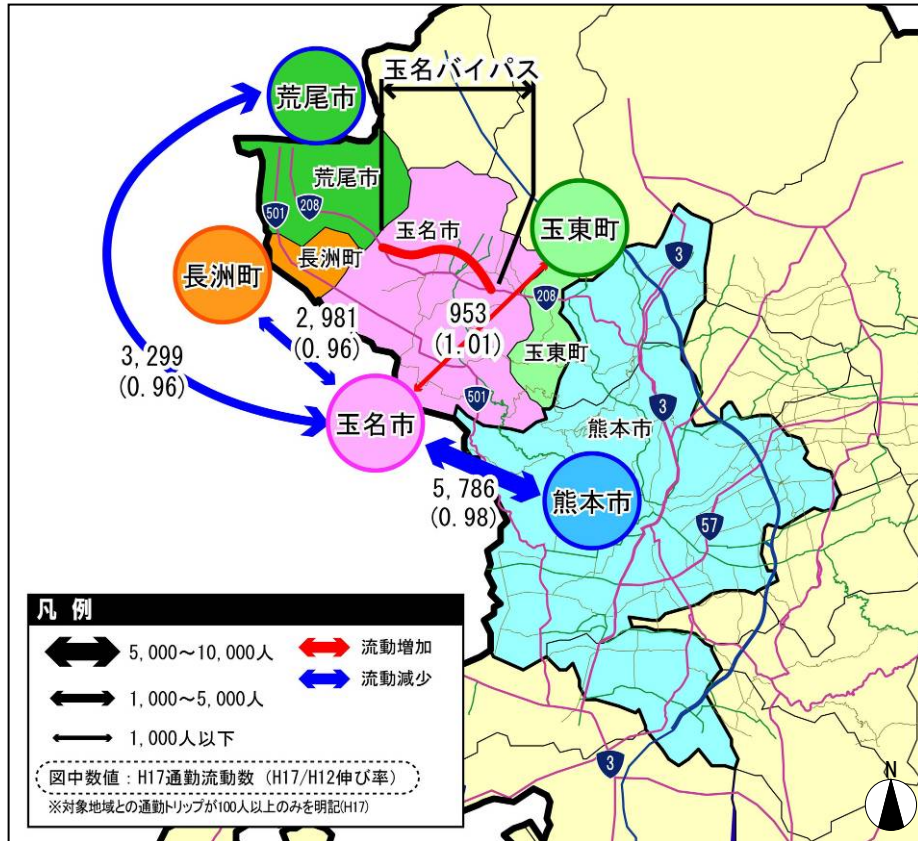 玉名バイパス
荒尾市
荒尾市
501
208
玉名市
玉東町
3
長洲町
長洲町
2,981
(0.96)
953
(1.01)
208
玉東町
3,299
(0.96)
501
3
熊本市
玉名市
5,786
(0.98)
熊本市
57
凡 例
5,000～10,000人
流動増加
1,000～5,000人
流動減少
1,000人以下
図中数値：H17通勤流動数（H17/H12伸び率）
※対象地域との通勤トリップが100人以上のみを明記(H17)
3
N